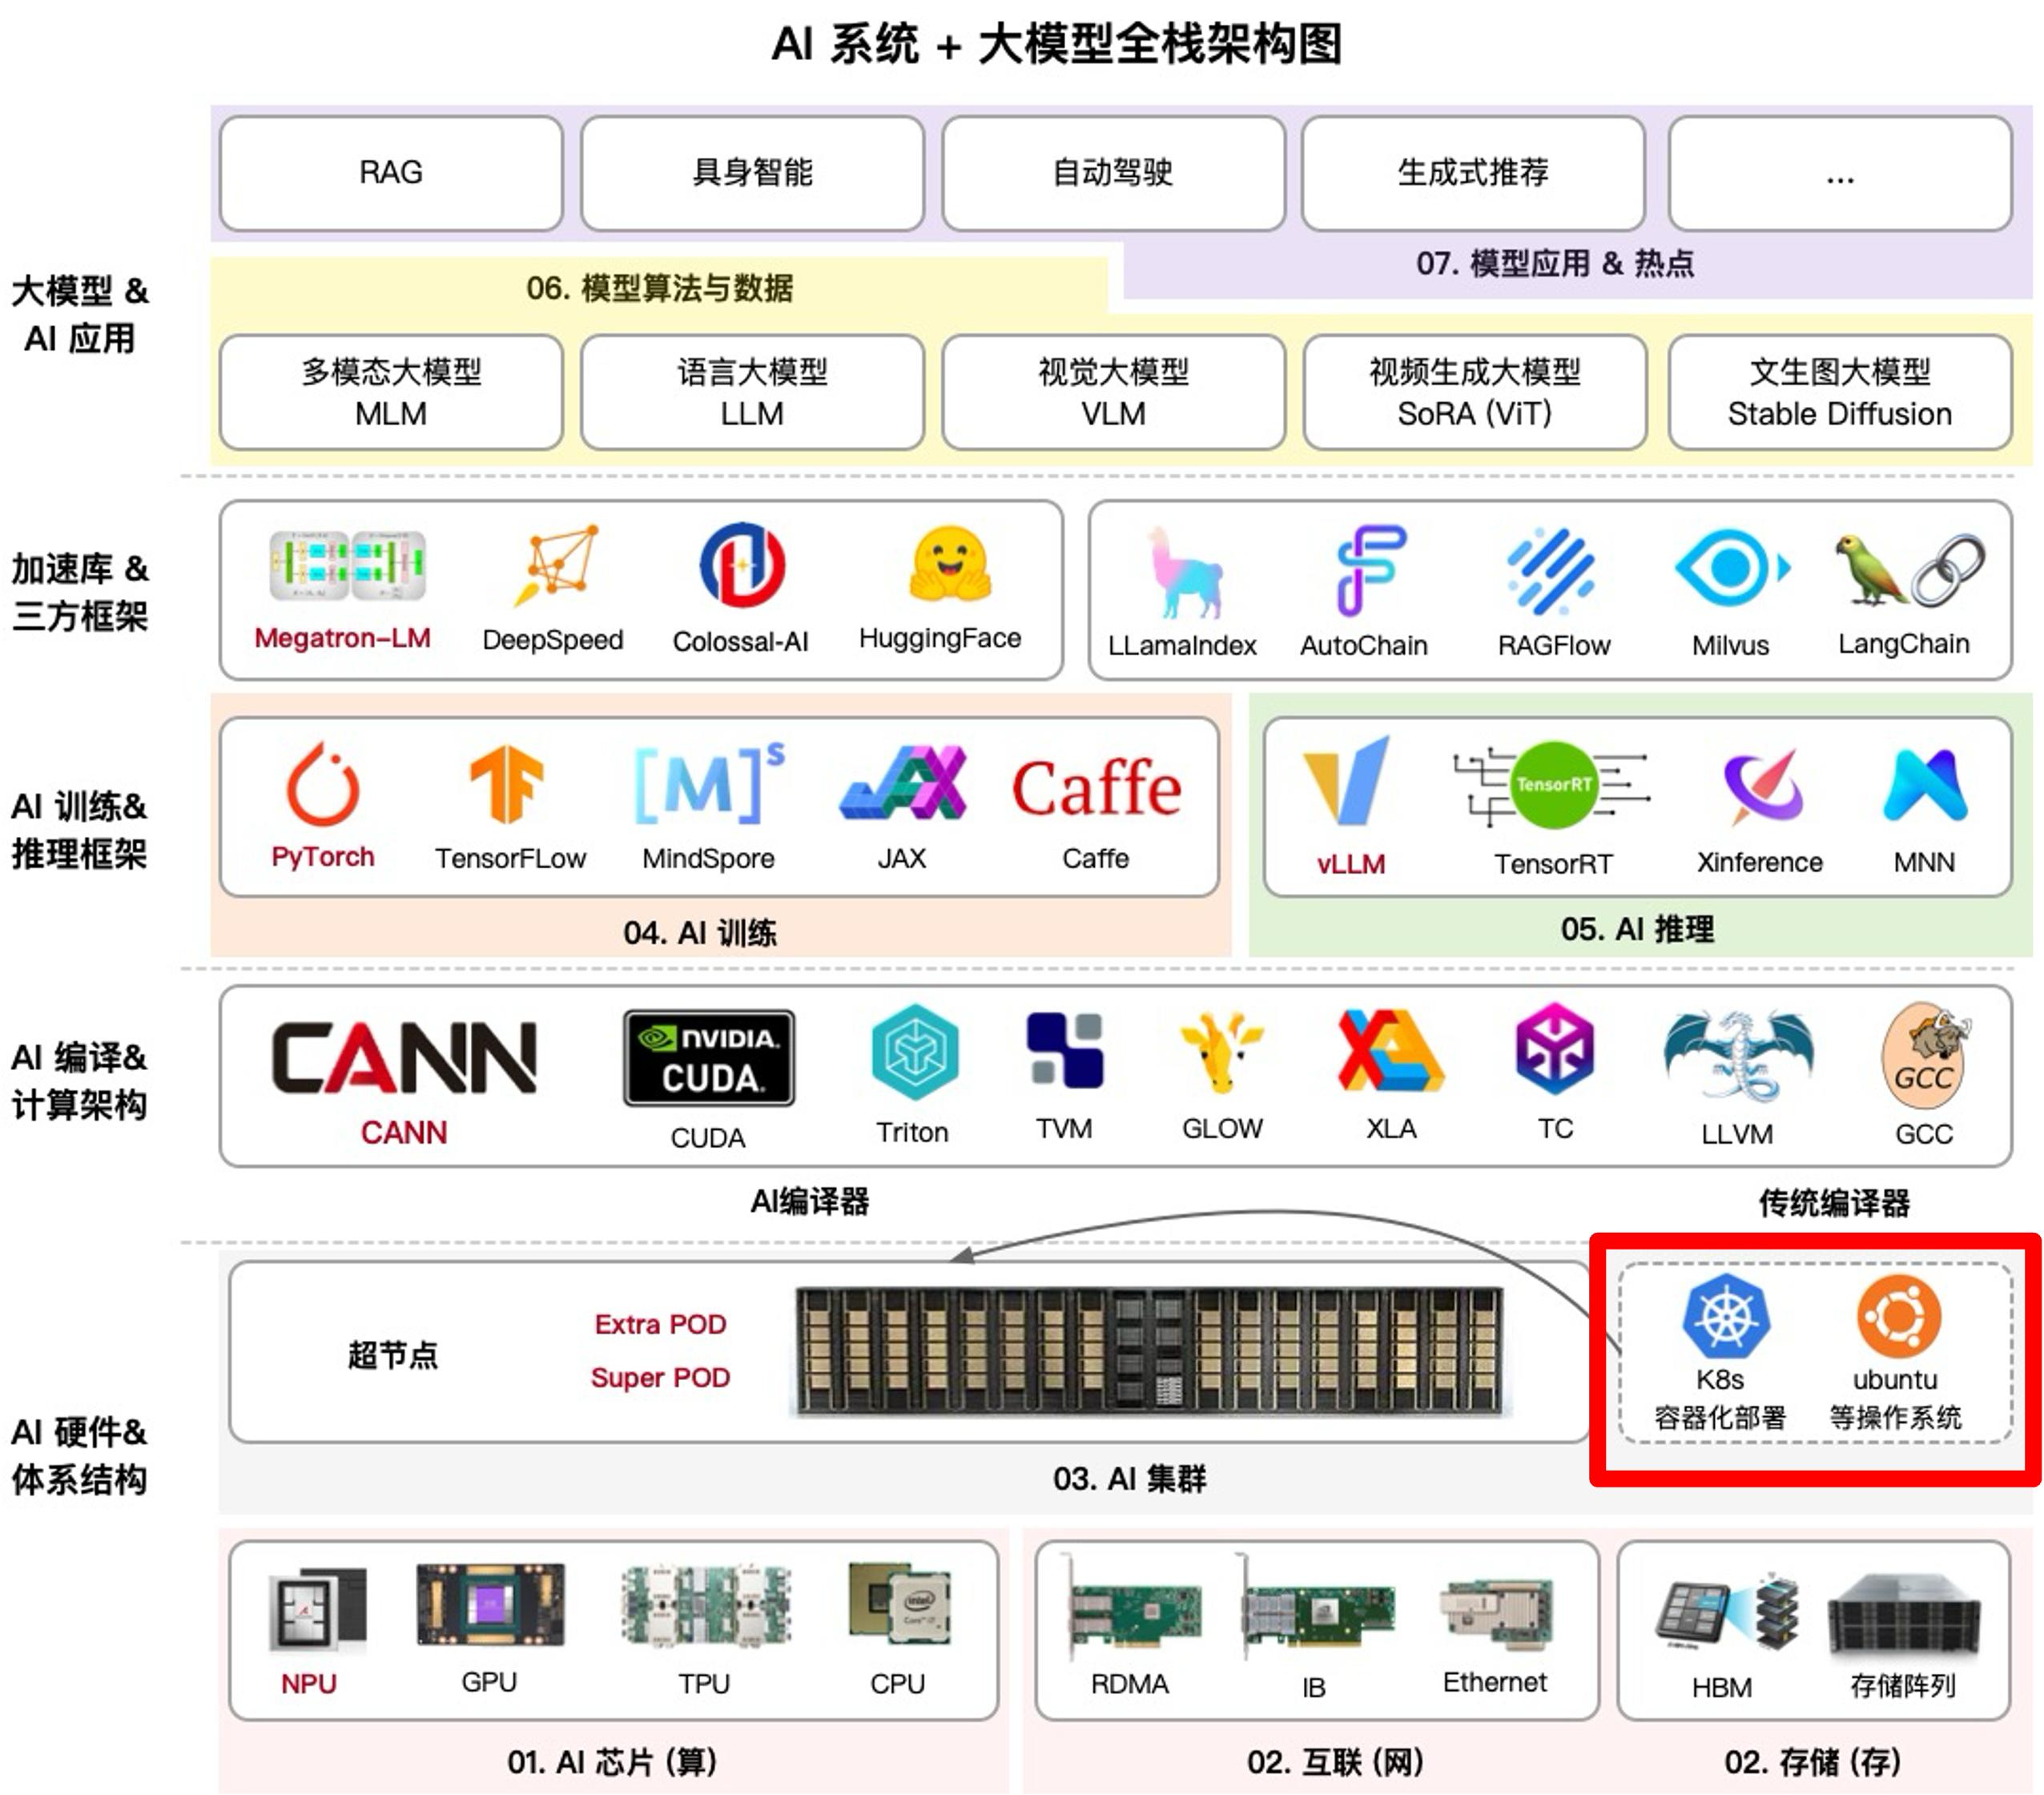 AI 系统 + 大模型全栈架构图
RAG
具身智能
自动驾驶
生成式推荐
...
07. 模型应用 & 热点
大模型 &
AI 应用
06. 模型算法与数据
多模态大模型
MLM
语言大模型
LLM
视觉大模型
VLM
视频生成大模型
SoRA (ViT)
文生图大模型
Stable Diffusion
加速库 &
三方框架
Megatron-LM
DeepSpeed
Colossal-AI
HuggingFace
LLamaIndex
AutoChain
RAGFlow
Milvus
LangChain
AI 训练&
推理框架
[M]s
Caffe
PyTorch
TensorFLow
MindSpore
JAX
Caffe
04. AI 训练
TensorRT
vLLM
TensorRT
Xinference
MNN
05. AI 推理
AI 编译&
计算架构
CANN
CANN
NVIDIA.
CUDA.
CUDA
Triton
TVM
GLOW
XLA
TC
LLVM
GCC
GCC
AI编译器
传统编译器
AI 硬件&
体系结构
超节点
Extra POD
Super POD
K8s
容器化部署
ubuntu
等操作系统
03. AI 集群
NPU
GPU
TPU
intel
CPU
01. AI 芯片 (算)
RDMA
IB
Ethernet
02. 互联 (网)
HBM
存储阵列
02. 存储 (存)